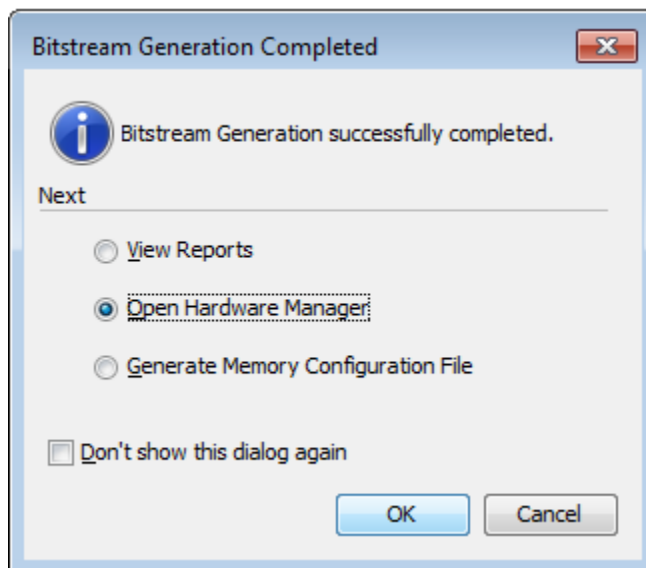 Bitstream Generation Completed
Bitstream Generation successfully completed.
Next
View Reports
Open Hardware Manager
Generate Memory Configuration File
Don't show this dialog again
OK
Cancel